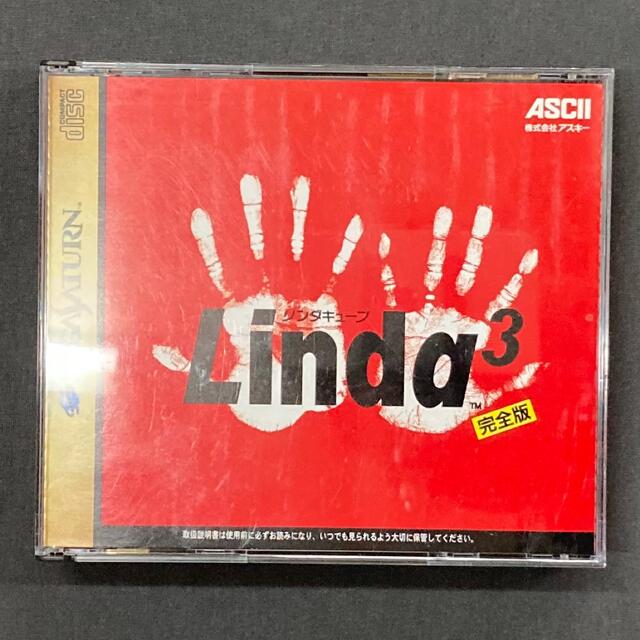 COMPACT
disc
SEGA SATURN
ASCII
株式会社アスキー
リンダキューブ
Linda³
TM
完全版
取扱説明書は使用前に必ずお読みになり、いつでも見られるよう大切に保管してください。